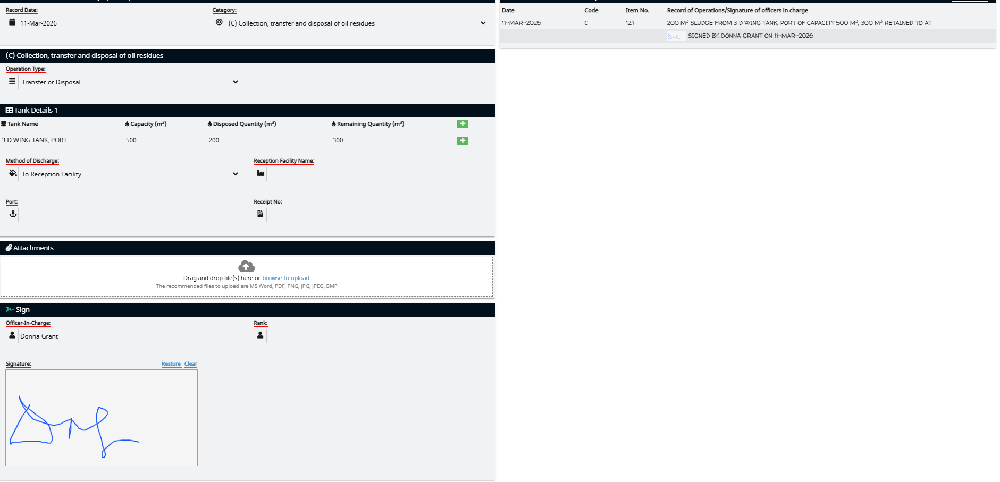 Record Date:
11-Mar-2026
Category:
(C) Collection, transfer and disposal of oil residues
(C) Collection, transfer and disposal of oil residues
Operation Type:
Transfer or Disposal
Tank Details 1
Tank Name Capacity (m³) Disposed Quantity (m³) Remaining Quantity (m³)
3 D WING TANK, PORT 500 200 300
Method of Discharge:
To Reception Facility
Reception Facility Name:
Port:
Receipt No:
Attachments
Drag and drop file(s) here or browse to upload
The recommended files to upload are MS Word, PDF, PNG, JPG, JPEG, BMP
Sign
Officer-In-Charge:
Donna Grant
Rank:
Signature: Restore Clear
Date Code Item No. Record of Operations/Signature of officers in charge
11-MAR-2026 C 12.1 200 M³ SLUDGE FROM 3 D WING TANK, PORT OF CAPACITY 500 M³, 300 M³ RETAINED TO AT
SIGNED BY: DONNA GRANT ON 11-MAR-2026